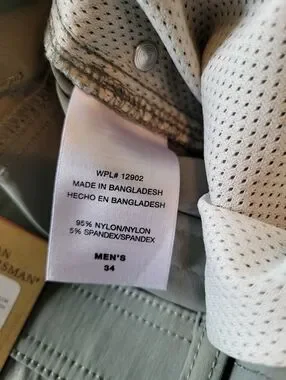 WPL# 12902
MADE IN BANGLADESH
HECHO EN BANGLADESH
95% NYLON/NYLON
5% SPANDEX/SPANDEX
MEN'S
34